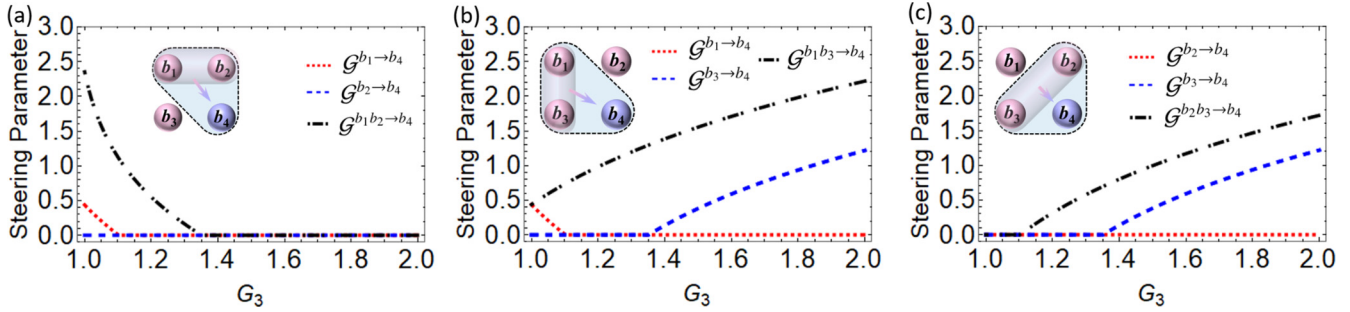 (a)
Steering Parameter
3.0
2.5
2.0
1.5
1.0
0.5
0.0
b₁ b₂
b₃ b₄
𝒢^{b₁→b₄}
𝒢^{b₂→b₄}
𝒢^{b₁b₂→b₄}
1.0 1.2 1.4 1.6 1.8 2.0
G₃
(b)
Steering Parameter
3.0
2.5
2.0
1.5
1.0
0.5
0.0
b₁ b₂
b₃ b₄
𝒢^{b₁→b₄} 𝒢^{b₁b₃→b₄}
𝒢^{b₃→b₄}
1.0 1.2 1.4 1.6 1.8 2.0
G₃
(c)
Steering Parameter
3.0
2.5
2.0
1.5
1.0
0.5
0.0
b₁ b₂
b₃ b₄
𝒢^{b₂→b₄}
𝒢^{b₃→b₄}
𝒢^{b₂b₃→b₄}
1.0 1.2 1.4 1.6 1.8 2.0
G₃